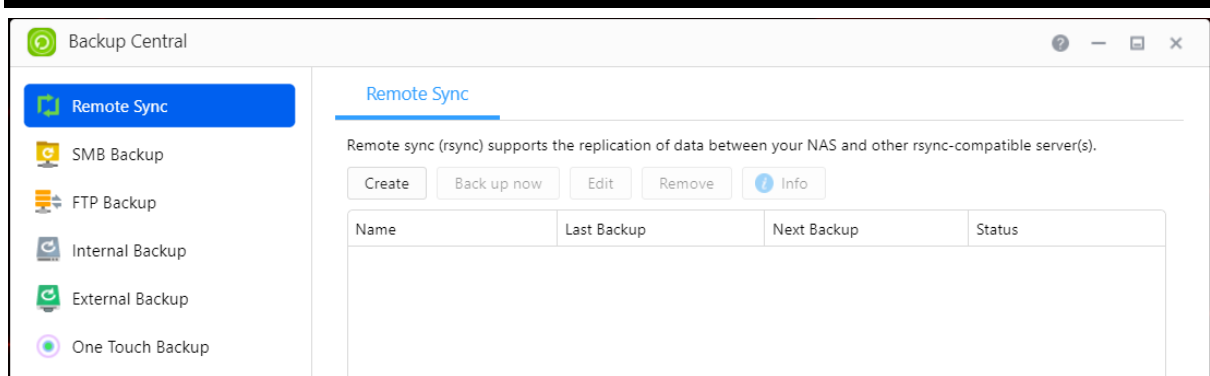 Backup Central
Remote Sync
SMB Backup
FTP Backup
Internal Backup
External Backup
One Touch Backup
Remote Sync
Remote sync (rsync) supports the replication of data between your NAS and other rsync-compatible server(s).
Create Back up now Edit Remove i Info
Name Last Backup Next Backup Status